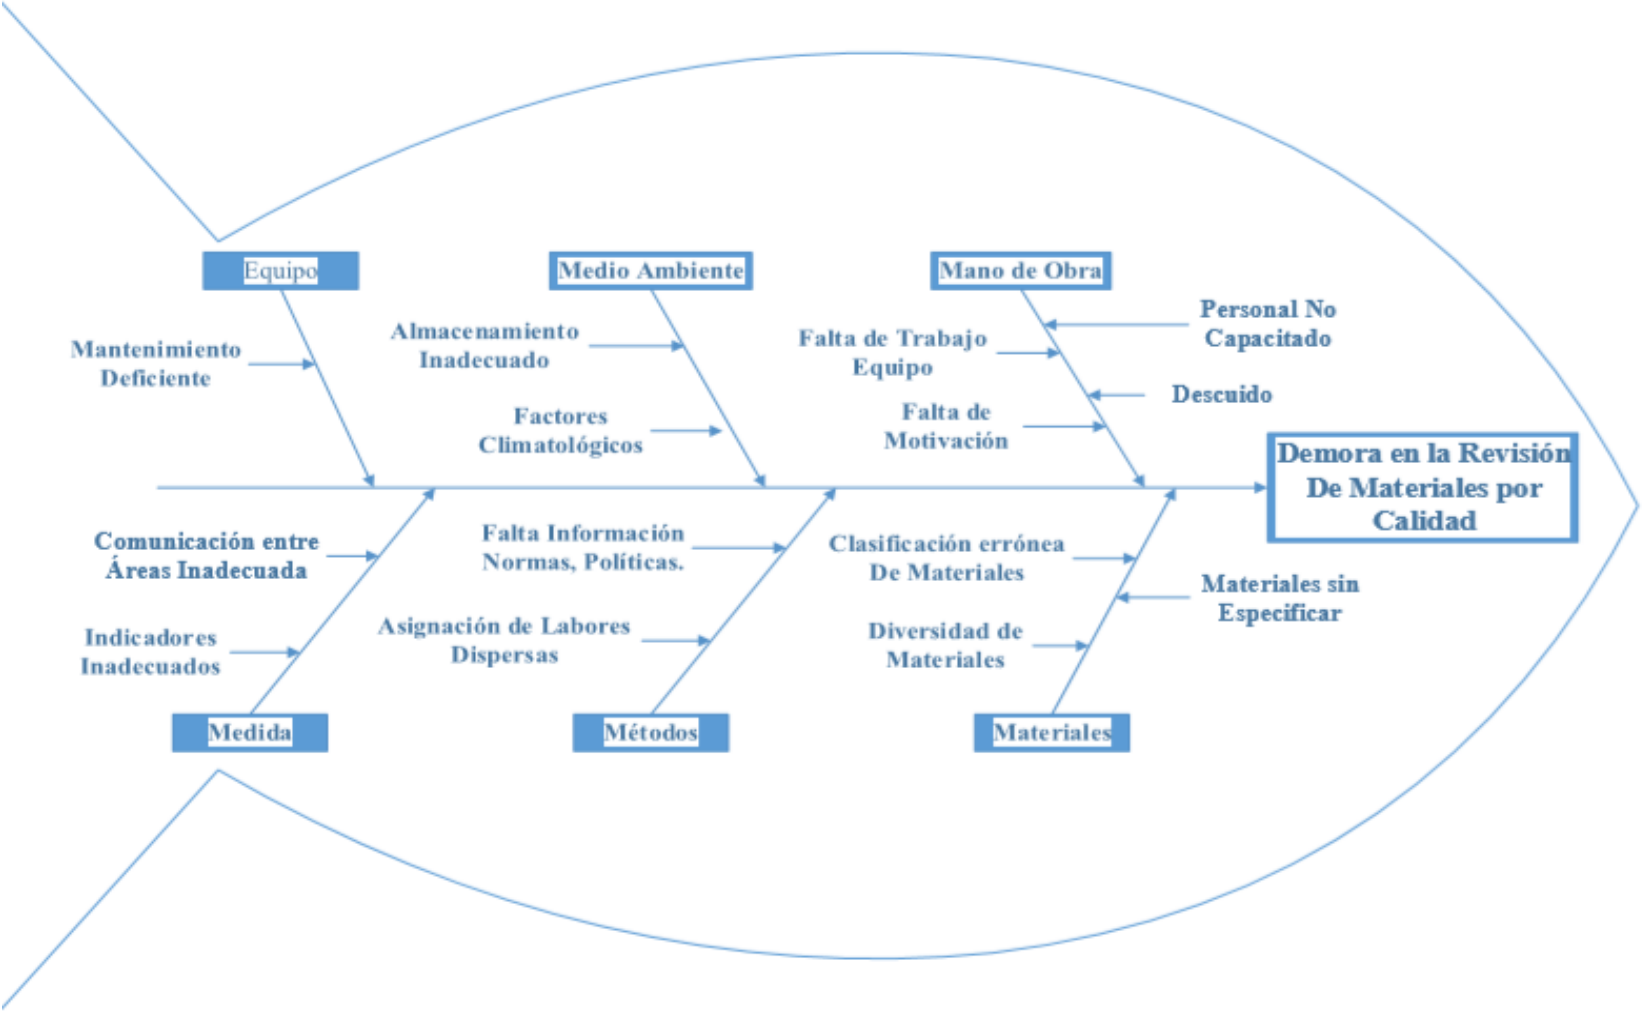 Equipo
Medio Ambiente
Mano de Obra
Mantenimiento
Deficiente
Almacenamiento
Inadecuado
Factores
Climatológicos
Falta de Trabajo
Equipo
Falta de
Motivación
Personal No
Capacitado
Descuido
Demora en la Revisión
De Materiales por
Calidad
Comunicación entre
Áreas Inadecuada
Indicadores
Inadecuados
Falta Información
Normas, Políticas.
Asignación de Labores
Dispersas
Clasificación errónea
De Materiales
Diversidad de
Materiales
Materiales sin
Especificar
Medida
Métodos
Materiales